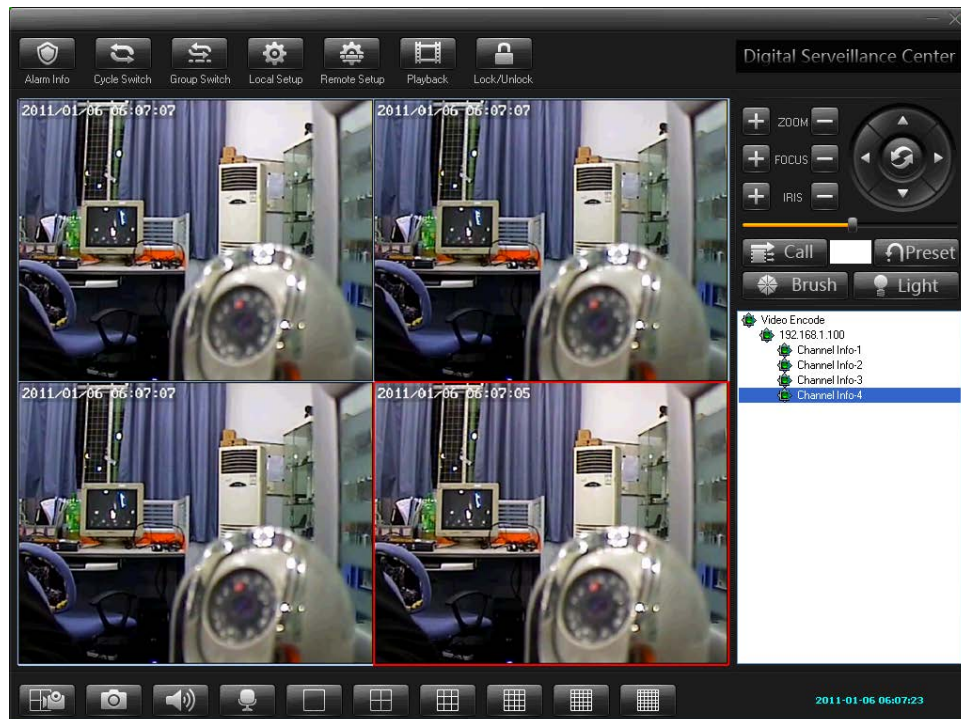 Alarm Info Cycle Switch Group Switch Local Setup Remote Setup Playback Lock/Unlock
Digital Serveillance Center
2011/01/06 06:07:07
2011/01/06 06:07:07
2011/01/06 06:07:07
2011/01/06 06:07:05
ZOOM
FOCUS
IRIS
Call Preset
Brush Light
Video Encode
192.168.1.100
Channel Info-1
Channel Info-2
Channel Info-3
Channel Info-4
2011-01-06 06:07:23